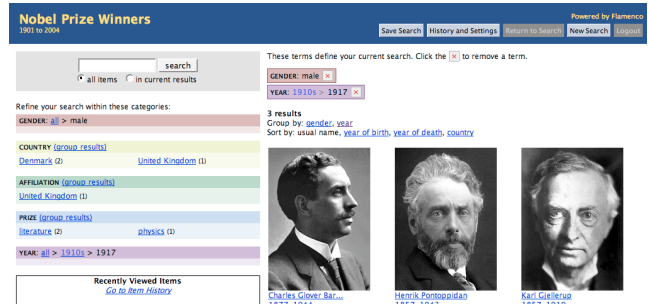 Nobel Prize Winners
1901 to 2004
Powered by Flamenco
Save Search History and Settings Return to Search New Search Logout
search
all items in current results
Refine your search within these categories:
GENDER: all > male
COUNTRY (group results)
Denmark (2) United Kingdom (1)
AFFILIATION (group results)
United Kingdom (1)
PRIZE (group results)
literature (2) physics (1)
YEAR: all > 1910s > 1917
Recently Viewed Items
Go to Item History
These terms define your current search. Click the × to remove a term.
GENDER: male ×
YEAR: 1910s > 1917 ×
3 results
Group by: gender, year
Sort by: usual name, year of birth, year of death, country
Charles Glover Bar...
Henrik Pontoppidan
Karl Gjellerup